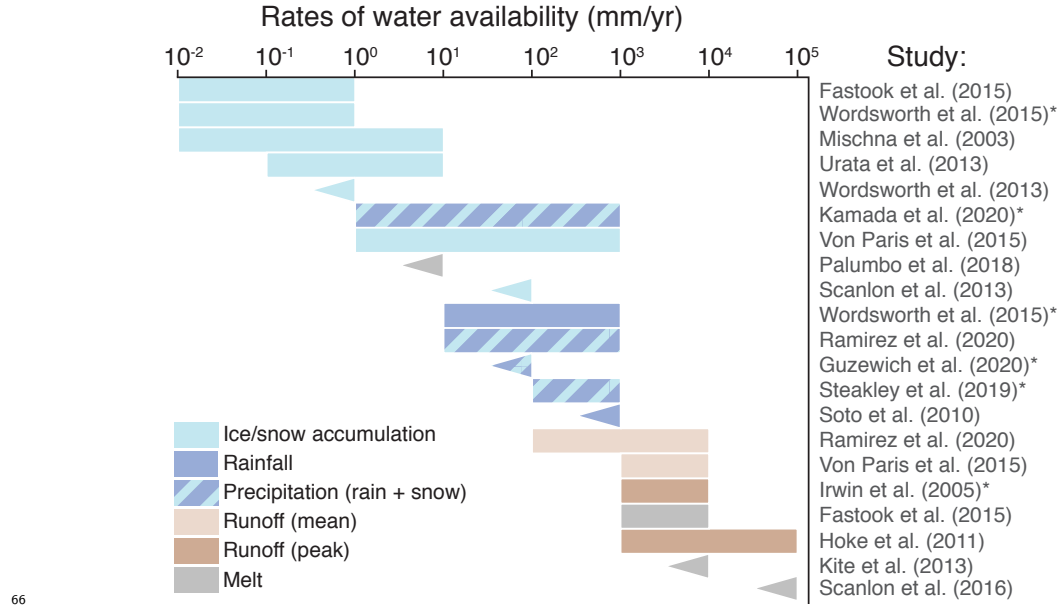 Rates of water availability (mm/yr)
10-2 10-1 100 101 102 103 104 105
Study:
Fastook et al. (2015)
Wordsworth et al. (2015)*
Mischna et al. (2003)
Urata et al. (2013)
Wordsworth et al. (2013)
Kamada et al. (2020)*
Von Paris et al. (2015)
Palumbo et al. (2018)
Scanlon et al. (2013)
Wordsworth et al. (2015)*
Ramirez et al. (2020)
Guzewich et al. (2020)*
Steakley et al. (2019)*
Soto et al. (2010)
Ramirez et al. (2020)
Von Paris et al. (2015)
Irwin et al. (2005)*
Fastook et al. (2015)
Hoke et al. (2011)
Kite et al. (2013)
Scanlon et al. (2016)
Ice/snow accumulation
Rainfall
Precipitation (rain + snow)
Runoff (mean)
Runoff (peak)
Melt
66